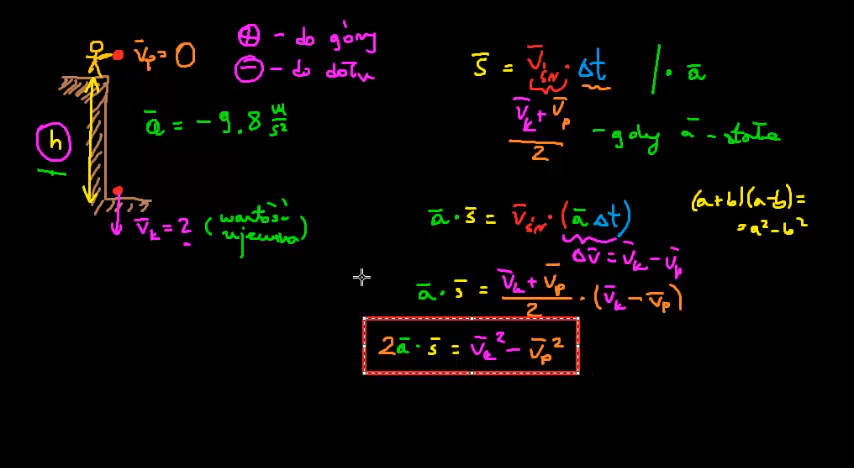 v̄p = 0
⊕ - do góry
⊖ - do dołu
ā = -9.8 m/s²
h
v̄k = ? (wartość ujemna)
s̄ = v̄śr · Δt / · ā
(v̄k + v̄p)/2 - gdy ā - stałe
ā · s̄ = v̄śr · (ā Δt)
Δv̄ = v̄k - v̄p
(a+b)(a-b) =
= a² - b²
ā · s̄ = (v̄k + v̄p)/2 · (v̄k - v̄p)
2ā · s̄ = v̄k² - v̄p²